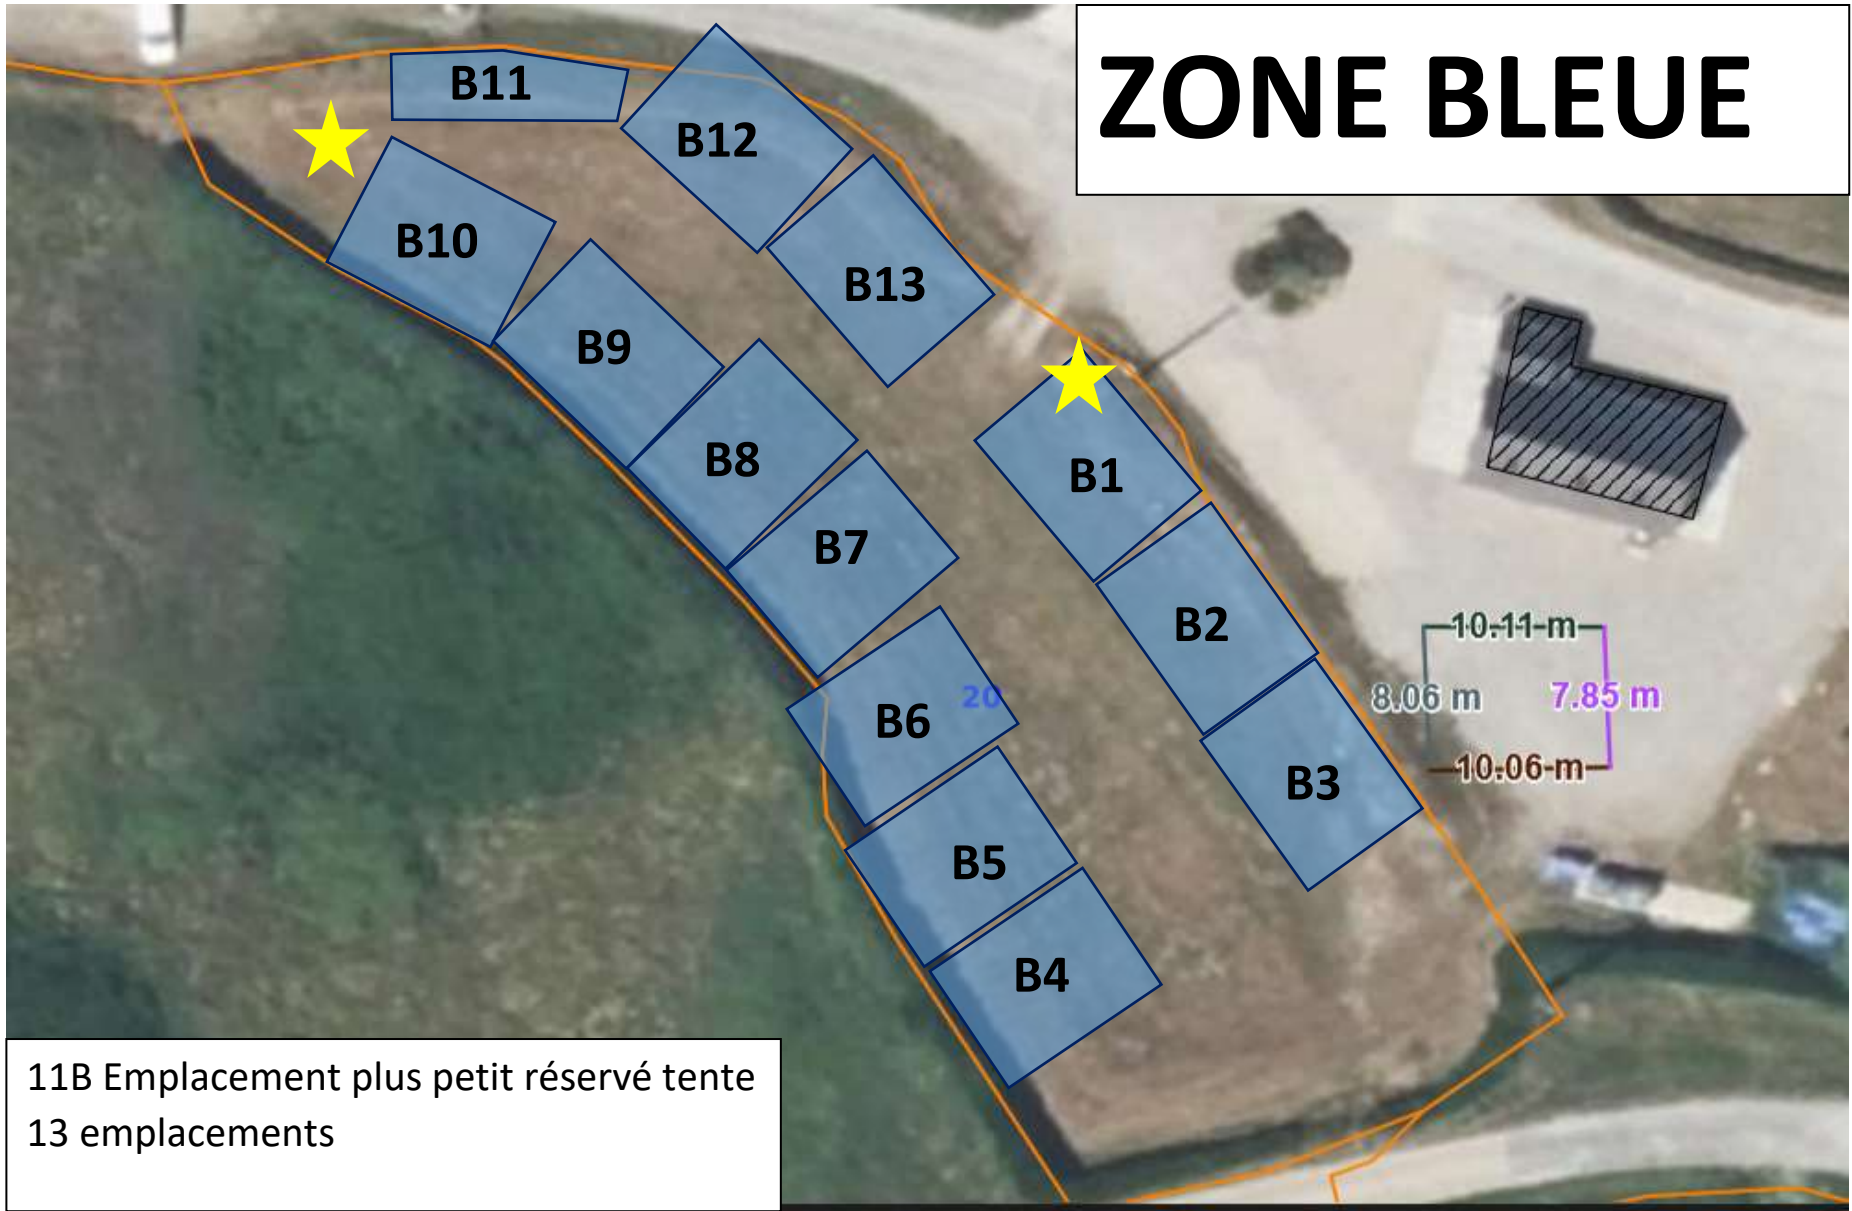 ZONE BLEUE
B11
B12
B10
B13
B9
B8
B1
B7
B2
10.11 m
20
8.06 m
7.85 m
B6
B3
10.06 m
B5
B4
11B Emplacement plus petit réservé tente
13 emplacements